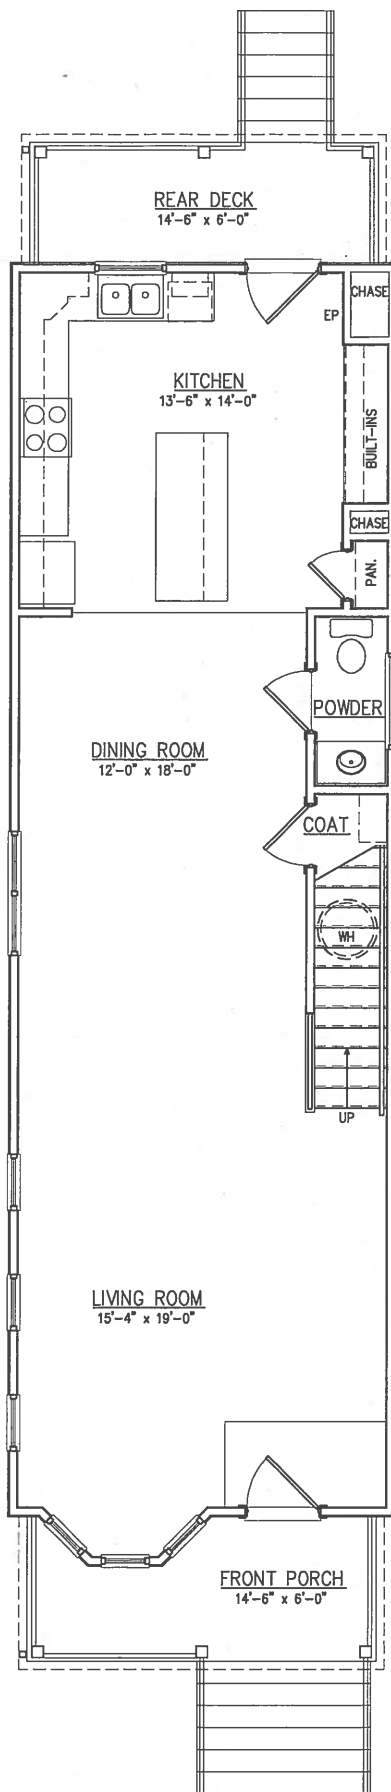 REAR DECK
14'-6" x 6'-0"
CHASE
EP
KITCHEN
13'-6" x 14'-0"
BUILT-INS
CHASE
PAN.
POWDER
DINING ROOM
12'-0" x 18'-0"
COAT
WH
UP
LIVING ROOM
15'-4" x 19'-0"
FRONT PORCH
14'-6" x 6'-0"